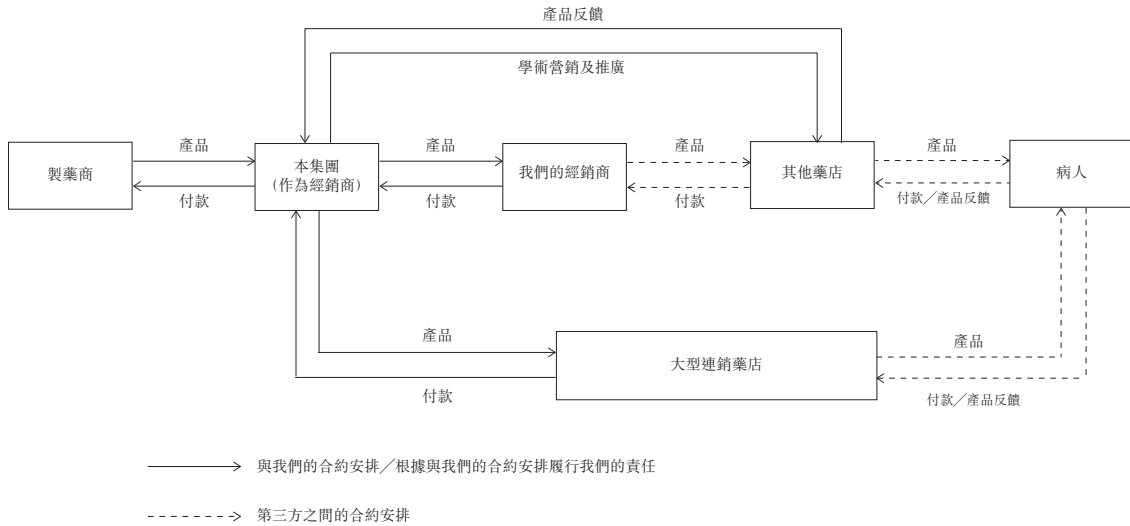 產品反饋
學術營銷及推廣
產品
產品
產品
產品
製藥商
本集團
(作為經銷商)
我們的經銷商
其他藥店
病人
付款
付款
付款
付款／產品反饋
產品
大型連銷藥店
產品
付款
付款／產品反饋
與我們的合約安排／根據與我們的合約安排履行我們的責任
第三方之間的合約安排